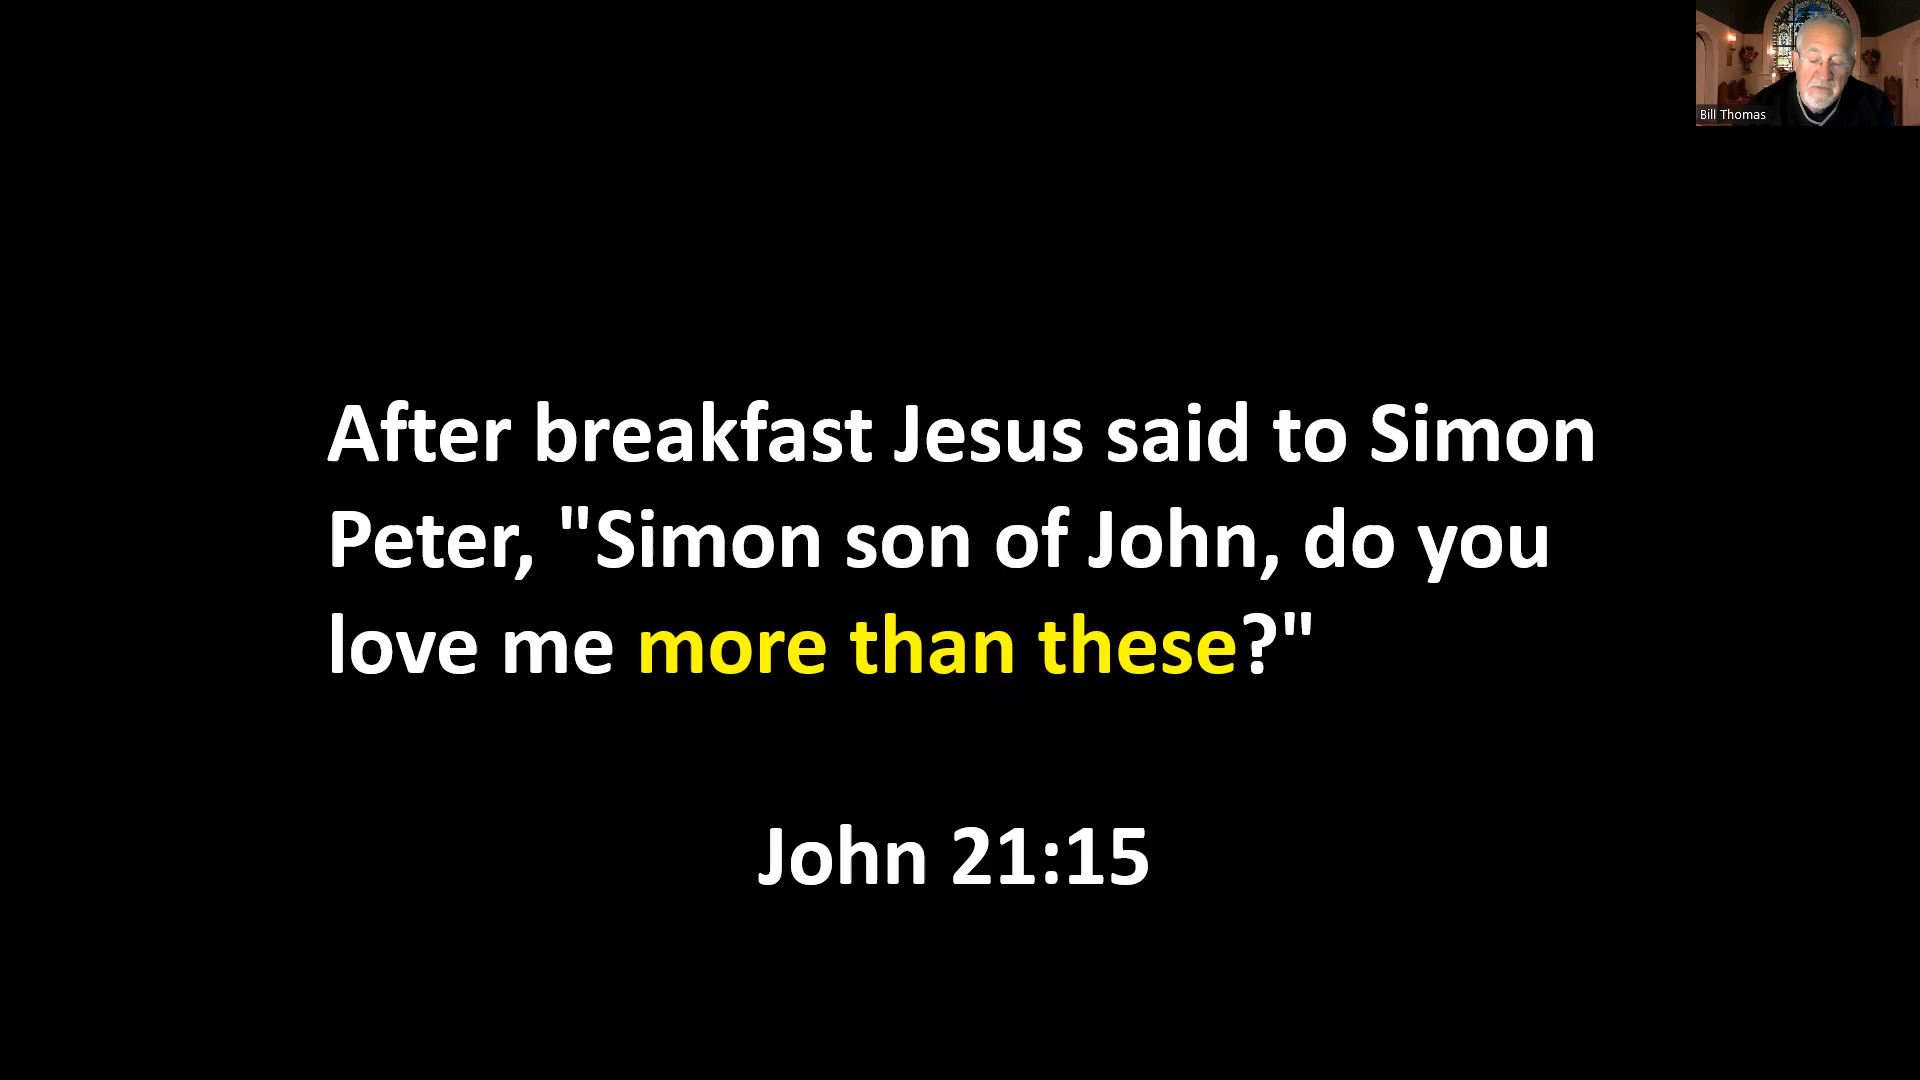 Bill Thomas
After breakfast Jesus said to Simon
Peter, "Simon son of John, do you
love me more than these?"
John 21:15